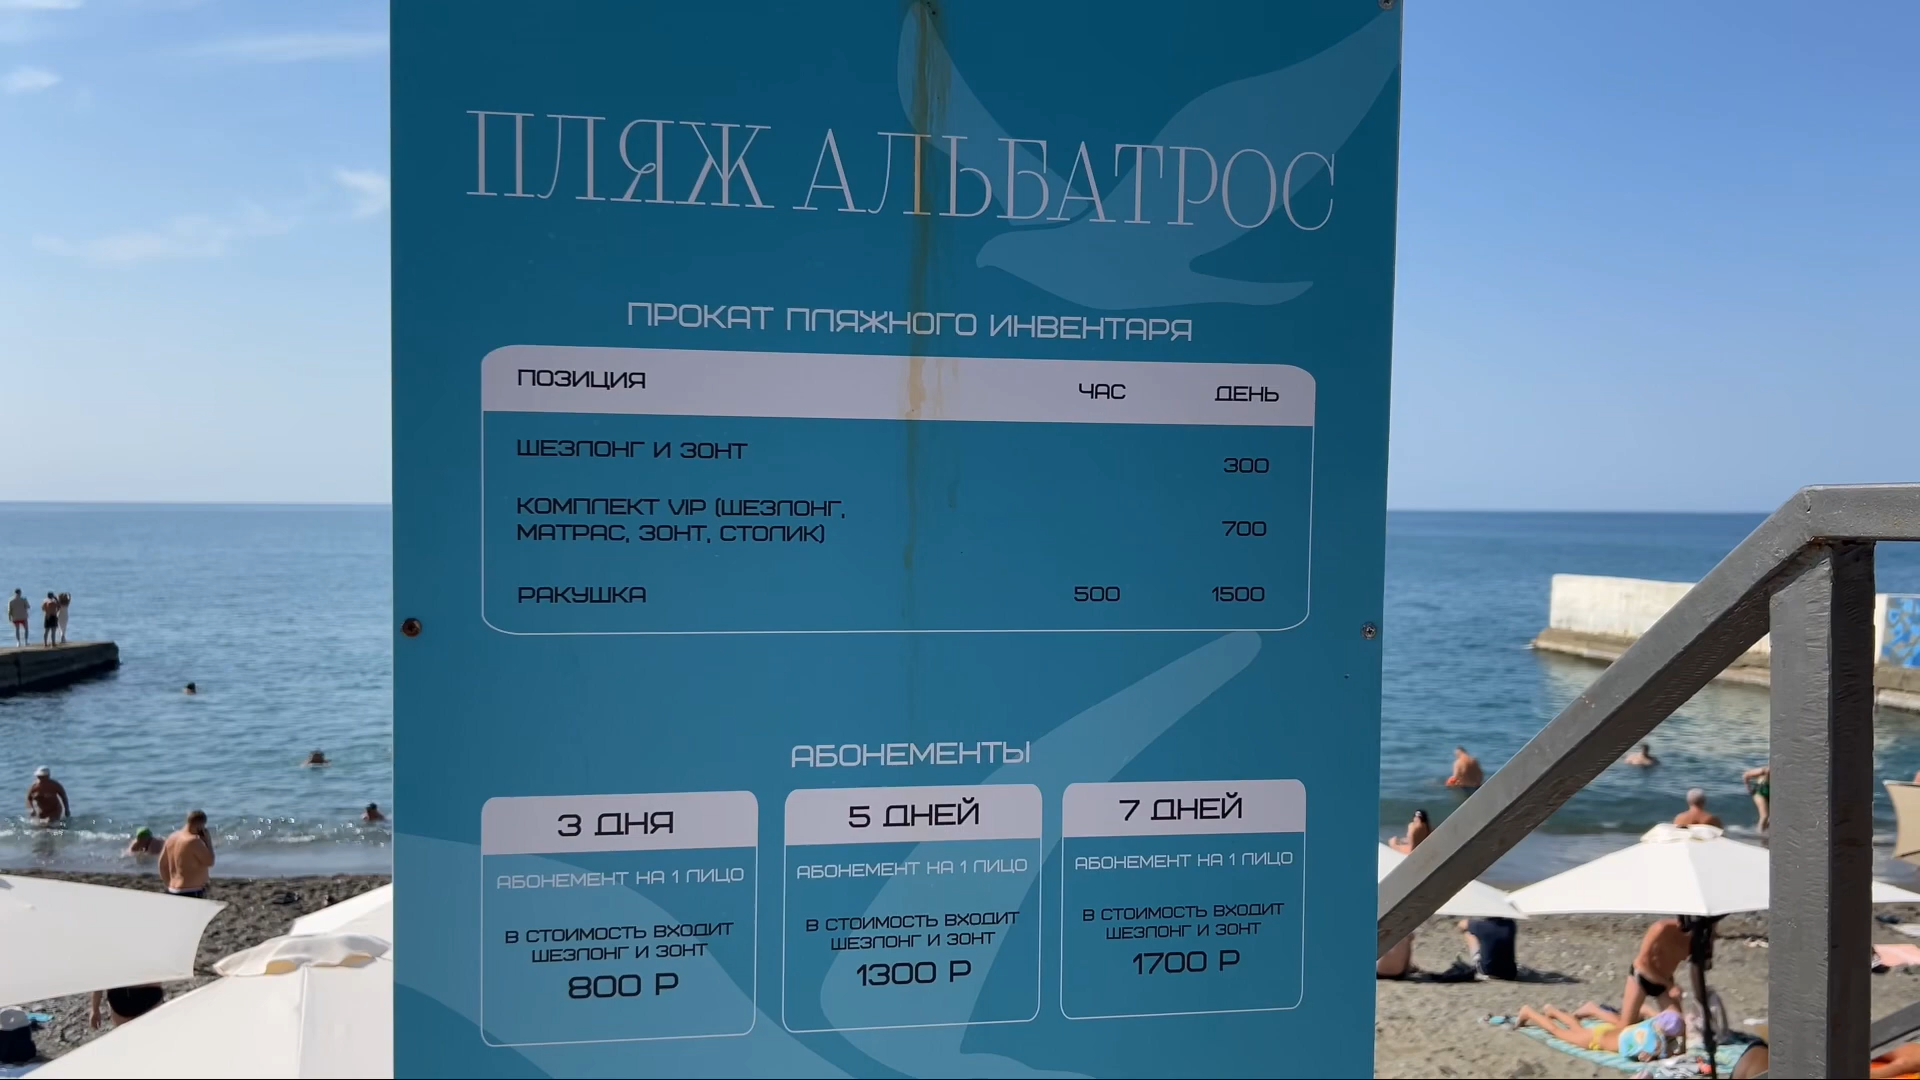 ПЛЯЖ АЛЬБАТРОС
ПРОКАТ ПЛЯЖНОГО ИНВЕНТАРЯ
ПОЗИЦИЯ ЧАС ДЕНЬ
ШЕЗЛОНГ И ЗОНТ 300
КОМПЛЕКТ VIP (ШЕЗЛОНГ,
МАТРАС, ЗОНТ, СТОЛИК) 700
РАКУШКА 500 1500
АБОНЕМЕНТЫ
3 ДНЯ
АБОНЕМЕНТ НА 1 ЛИЦО
В СТОИМОСТЬ ВХОДИТ
ШЕЗЛОНГ И ЗОНТ
800 Р
5 ДНЕЙ
АБОНЕМЕНТ НА 1 ЛИЦО
В СТОИМОСТЬ ВХОДИТ
ШЕЗЛОНГ И ЗОНТ
1300 Р
7 ДНЕЙ
АБОНЕМЕНТ НА 1 ЛИЦО
В СТОИМОСТЬ ВХОДИТ
ШЕЗЛОНГ И ЗОНТ
1700 Р